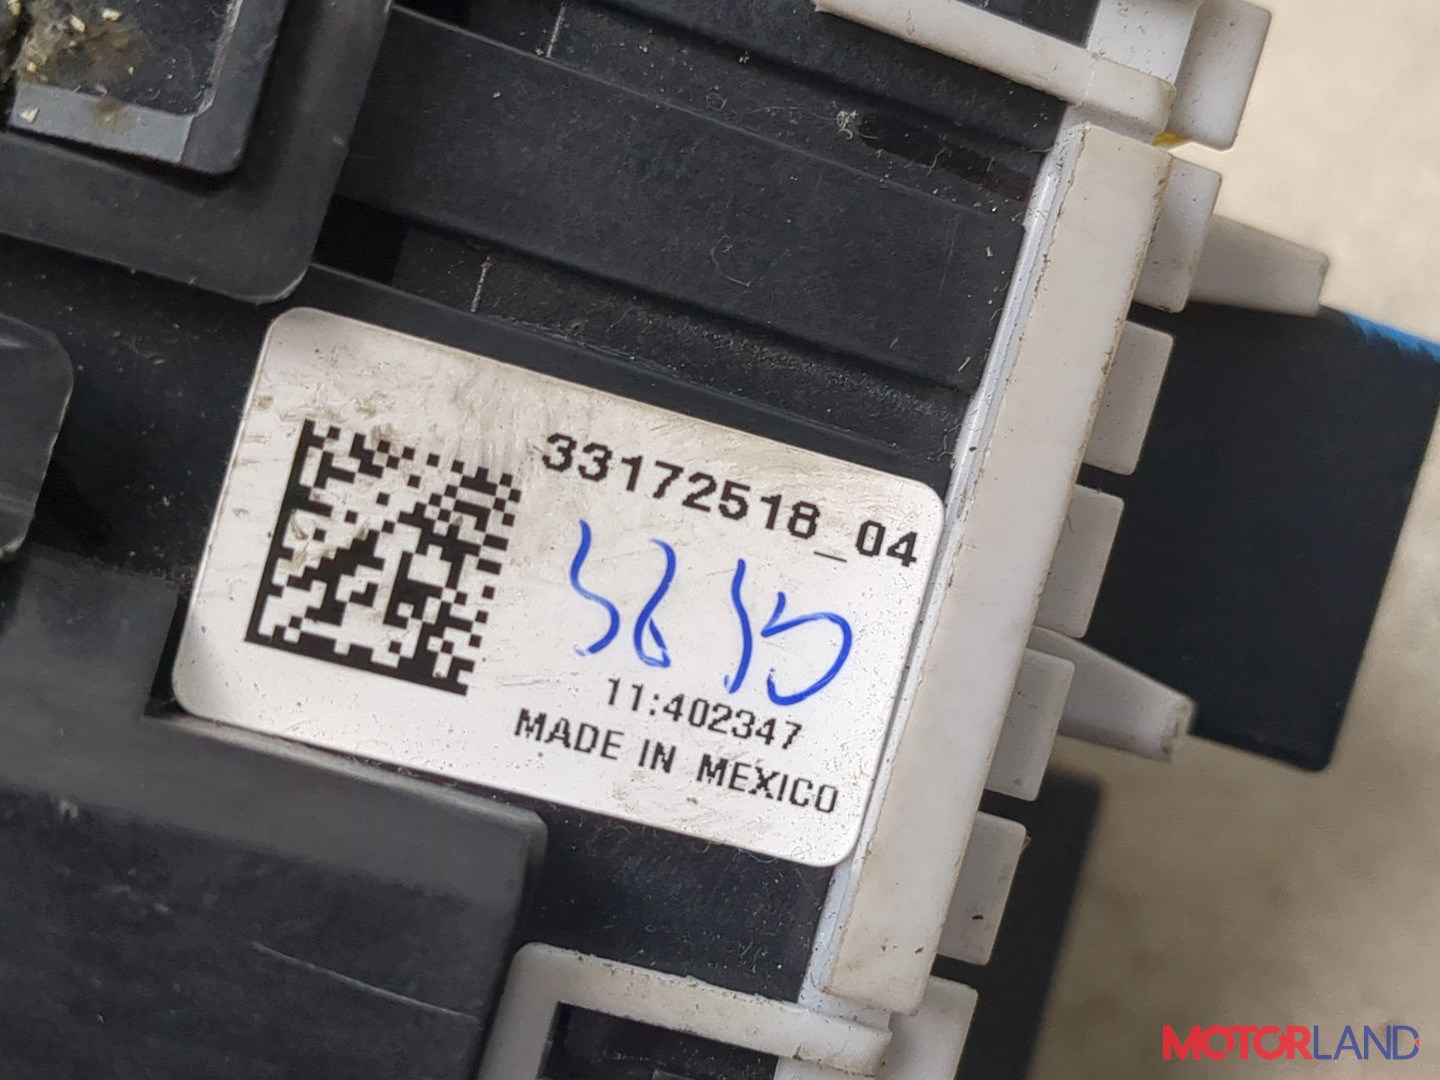 33172518_04
11:402347
MADE IN MEXICO
MOTORLAND